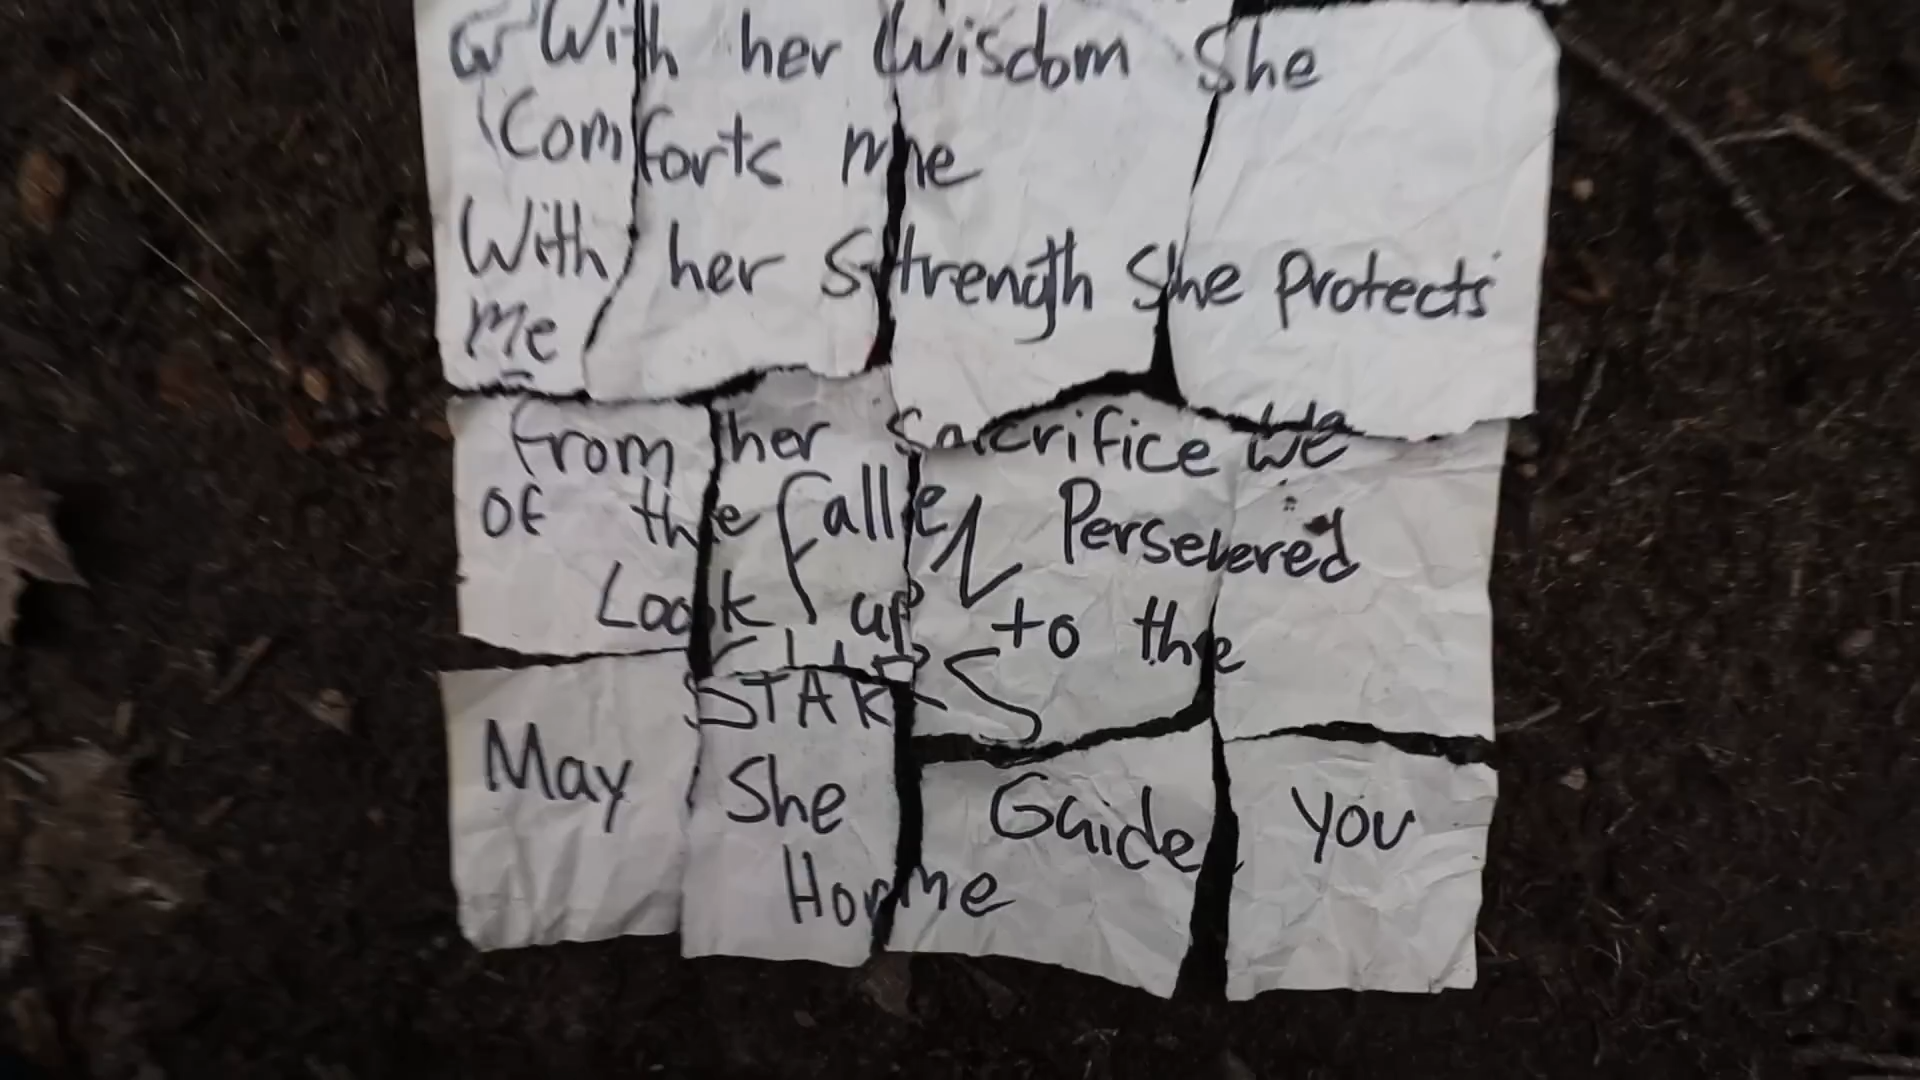 With her Wisdom She
Comforts me
With her Strength She Protects
Me
From her Sacrifice we
of the fallen Persevered
Look up to the
STARS
May She Guide you
Home